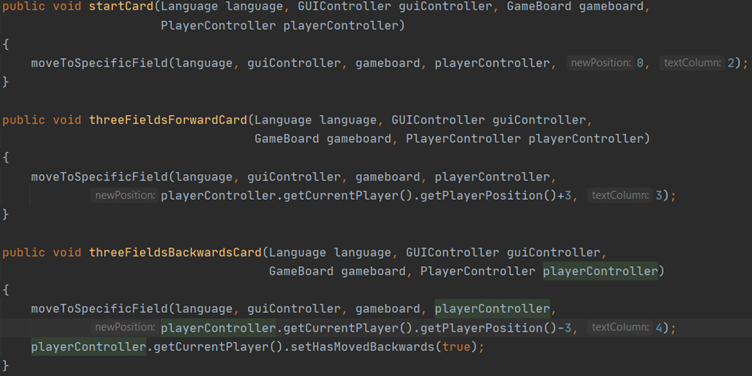 public void startCard(Language language, GUIController guiController, GameBoard gameboard,
PlayerController playerController)
{
moveToSpecificField(language, guiController, gameboard, playerController, newPosition: 0, textColumn: 2);
}
public void threeFieldsForwardCard(Language language, GUIController guiController,
GameBoard gameboard, PlayerController playerController)
{
moveToSpecificField(language, guiController, gameboard, playerController,
newPosition: playerController.getCurrentPlayer().getPlayerPosition()+3, textColumn: 3);
}
public void threeFieldsBackwardsCard(Language language, GUIController guiController,
GameBoard gameboard, PlayerController playerController)
{
moveToSpecificField(language, guiController, gameboard, playerController,
newPosition: playerController.getCurrentPlayer().getPlayerPosition()-3, textColumn: 4);
playerController.getCurrentPlayer().setHasMovedBackwards(true);
}